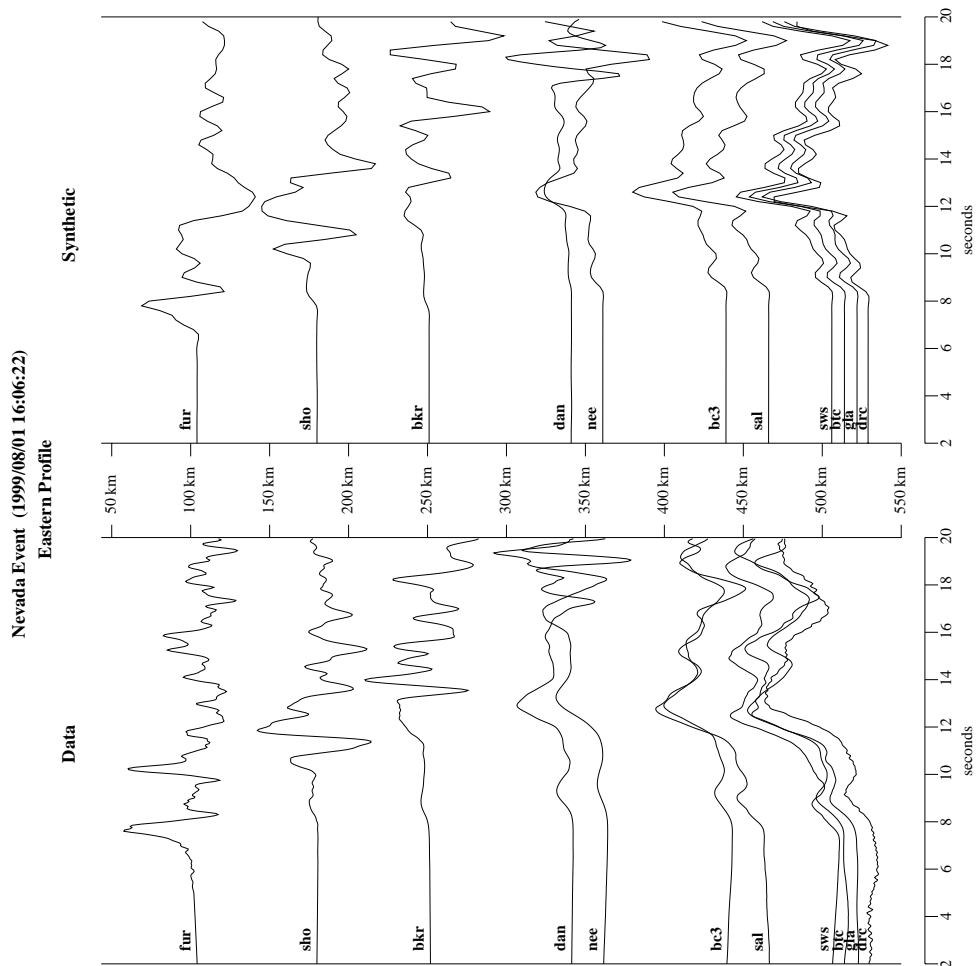 Nevada Event (1999/08/01 16:06:22)
Eastern Profile
Data
Synthetic
fur
sho
bkr
dan
nee
bc3
sal
sws
btc
gla
drc
2 4 6 8 10 12 14 16 18 20
seconds
50 km
100 km
150 km
200 km
250 km
300 km
350 km
400 km
450 km
500 km
550 km
fur
sho
bkr
dan
nee
bc3
sal
sws
btc
gla
drc
2 4 6 8 10 12 14 16 18 20
seconds